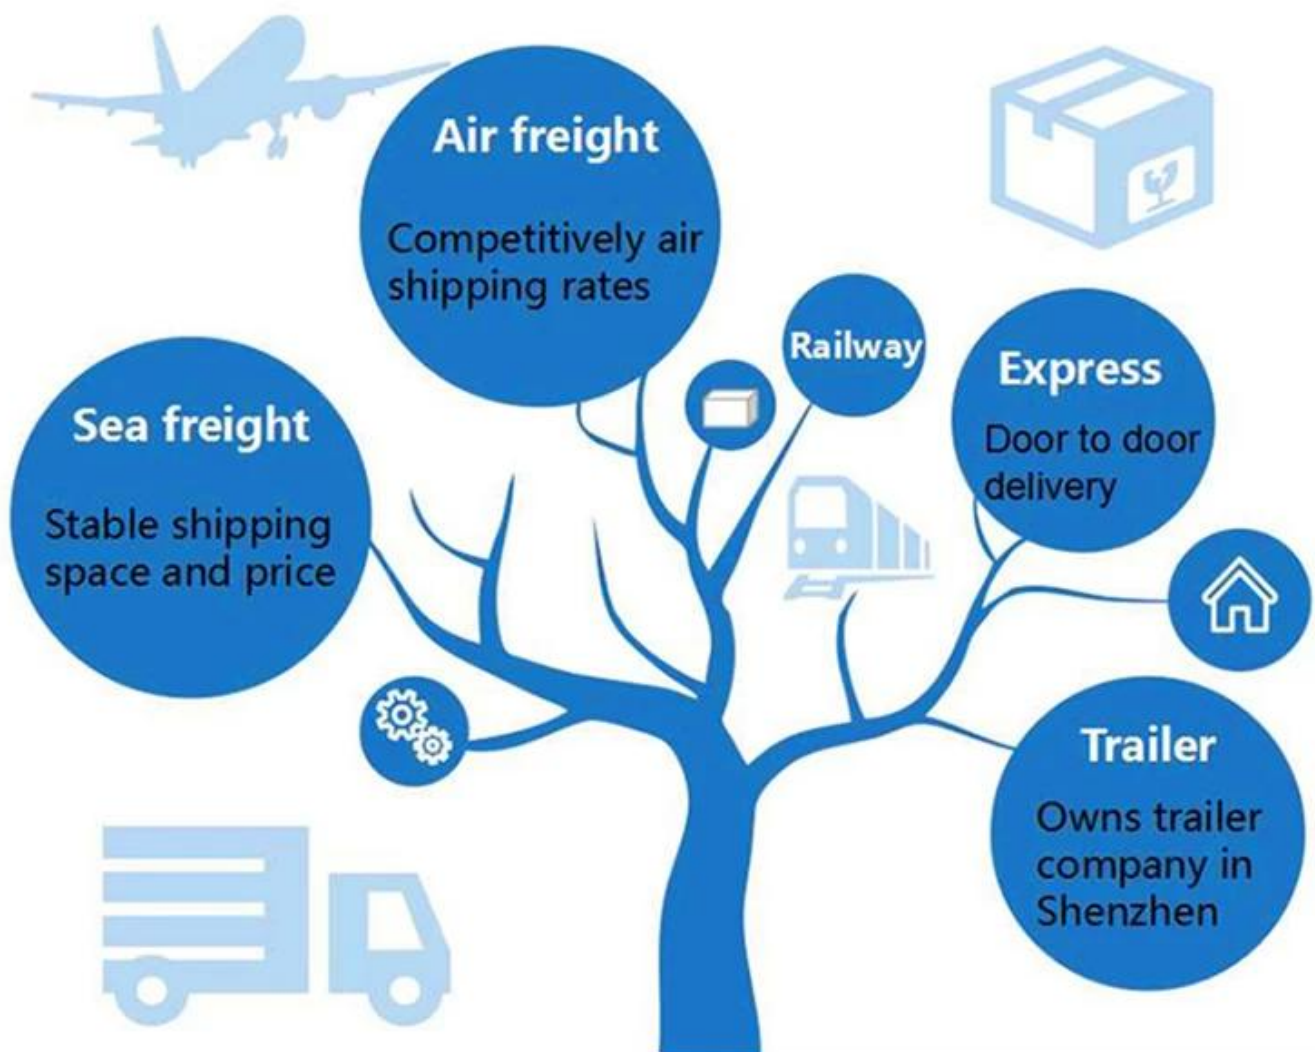 Air freight
Competitively air
shipping rates
Railway
Express
Door to door
delivery
Sea freight
Stable shipping
space and price
Trailer
Owns trailer
company in
Shenzhen